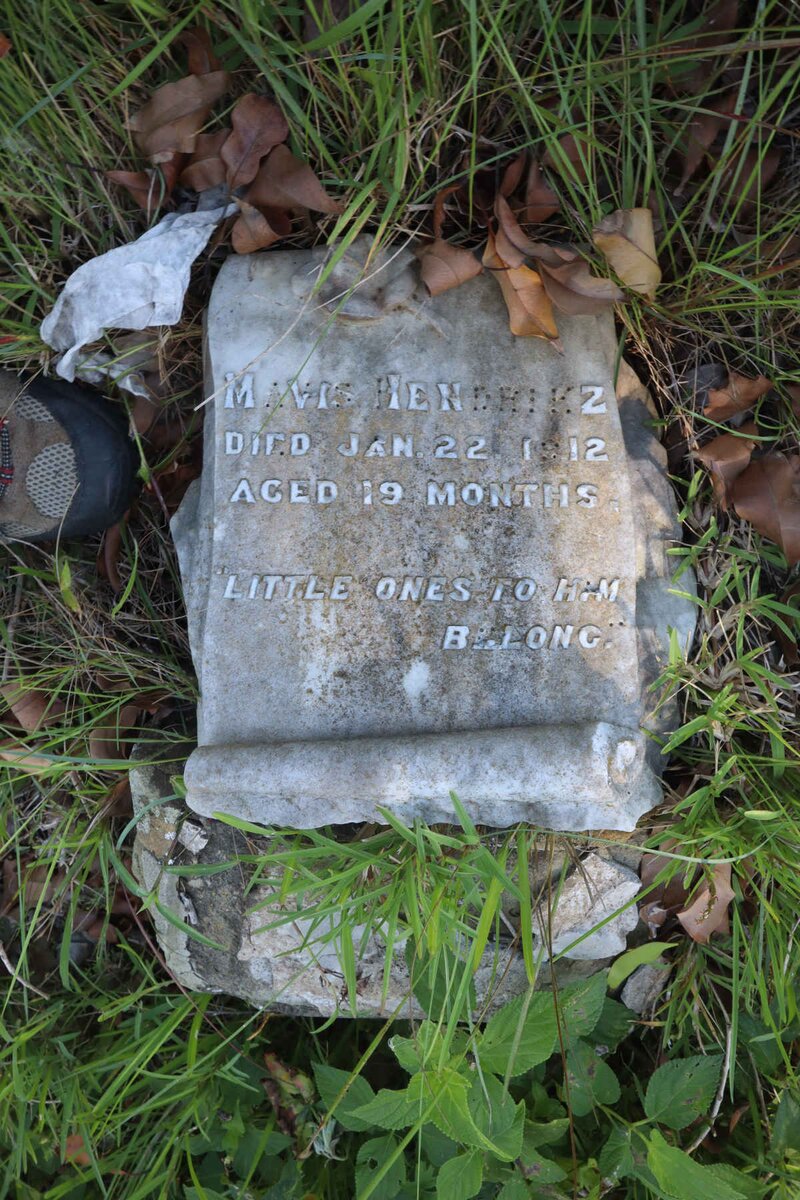 MAVIS HENDRIKZ
DIED JAN. 22 1912
AGED 19 MONTHS.
"LITTLE ONES TO HIM
BELONG."